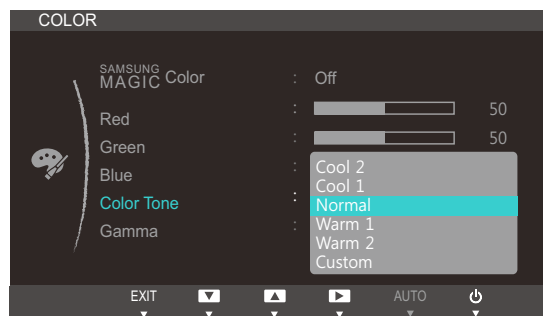 COLOR
SAMSUNG MAGIC Color : Off
Red : 50
Green : 50
Blue :
Color Tone :
Gamma :
Cool 2
Cool 1
Normal
Warm 1
Warm 2
Custom
EXIT AUTO